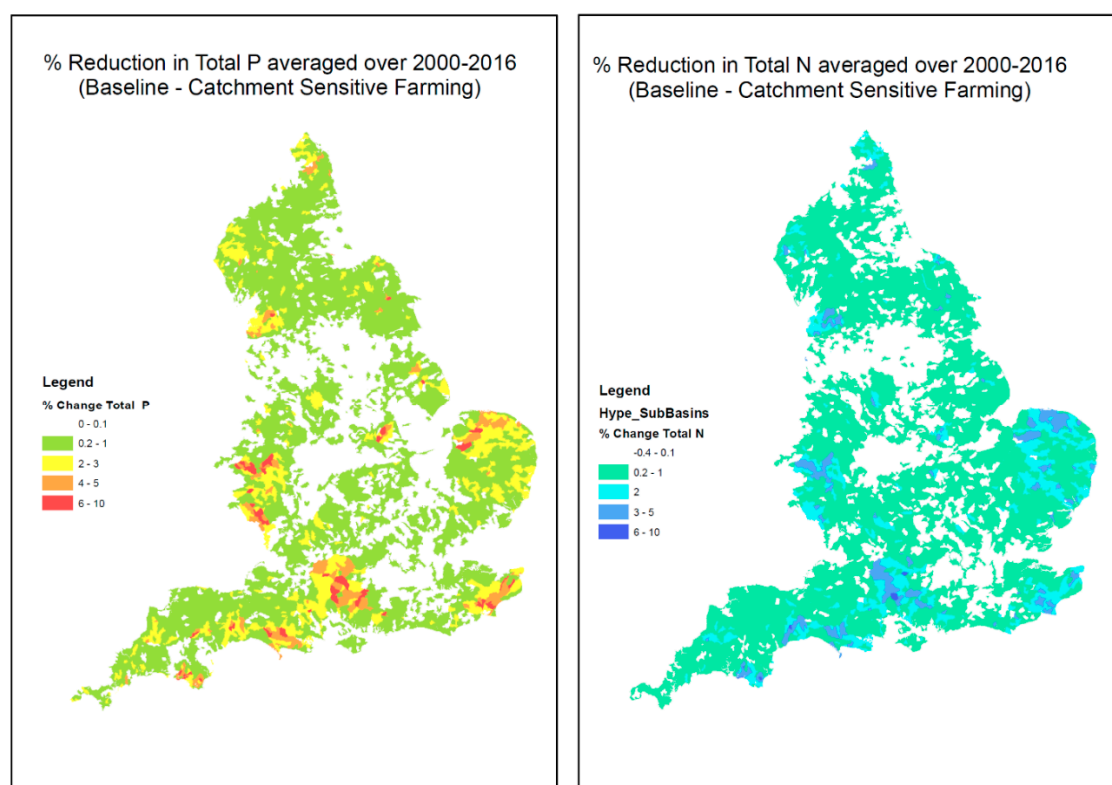 % Reduction in Total P averaged over 2000-2016
(Baseline - Catchment Sensitive Farming)
Legend
% Change Total P
0 - 0.1
0.2 - 1
2 - 3
4 - 5
6 - 10
% Reduction in Total N averaged over 2000-2016
(Baseline - Catchment Sensitive Farming)
Legend
Hype_SubBasins
% Change Total N
-0.4 - 0.1
0.2 - 1
2
3 - 5
6 - 10